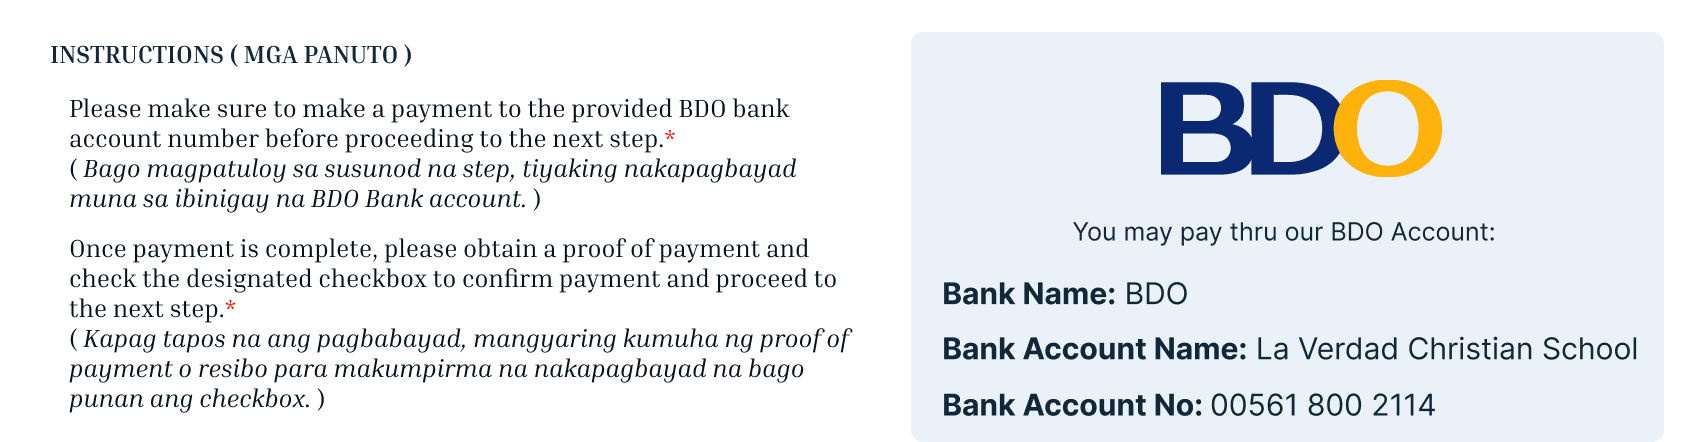 INSTRUCTIONS ( MGA PANUTO )
Please make sure to make a payment to the provided BDO bank
account number before proceeding to the next step.*
( Bago magpatuloy sa susunod na step, tiyaking nakapagbayad
muna sa ibinigay na BDO Bank account. )
Once payment is complete, please obtain a proof of payment and
check the designated checkbox to confirm payment and proceed to
the next step.*
( Kapag tapos na ang pagbabayad, mangyaring kumuha ng proof of
payment o resibo para makumpirma na nakapagbayad na bago
punan ang checkbox. )
BDO
You may pay thru our BDO Account:
Bank Name: BDO
Bank Account Name: La Verdad Christian School
Bank Account No: 00561 800 2114